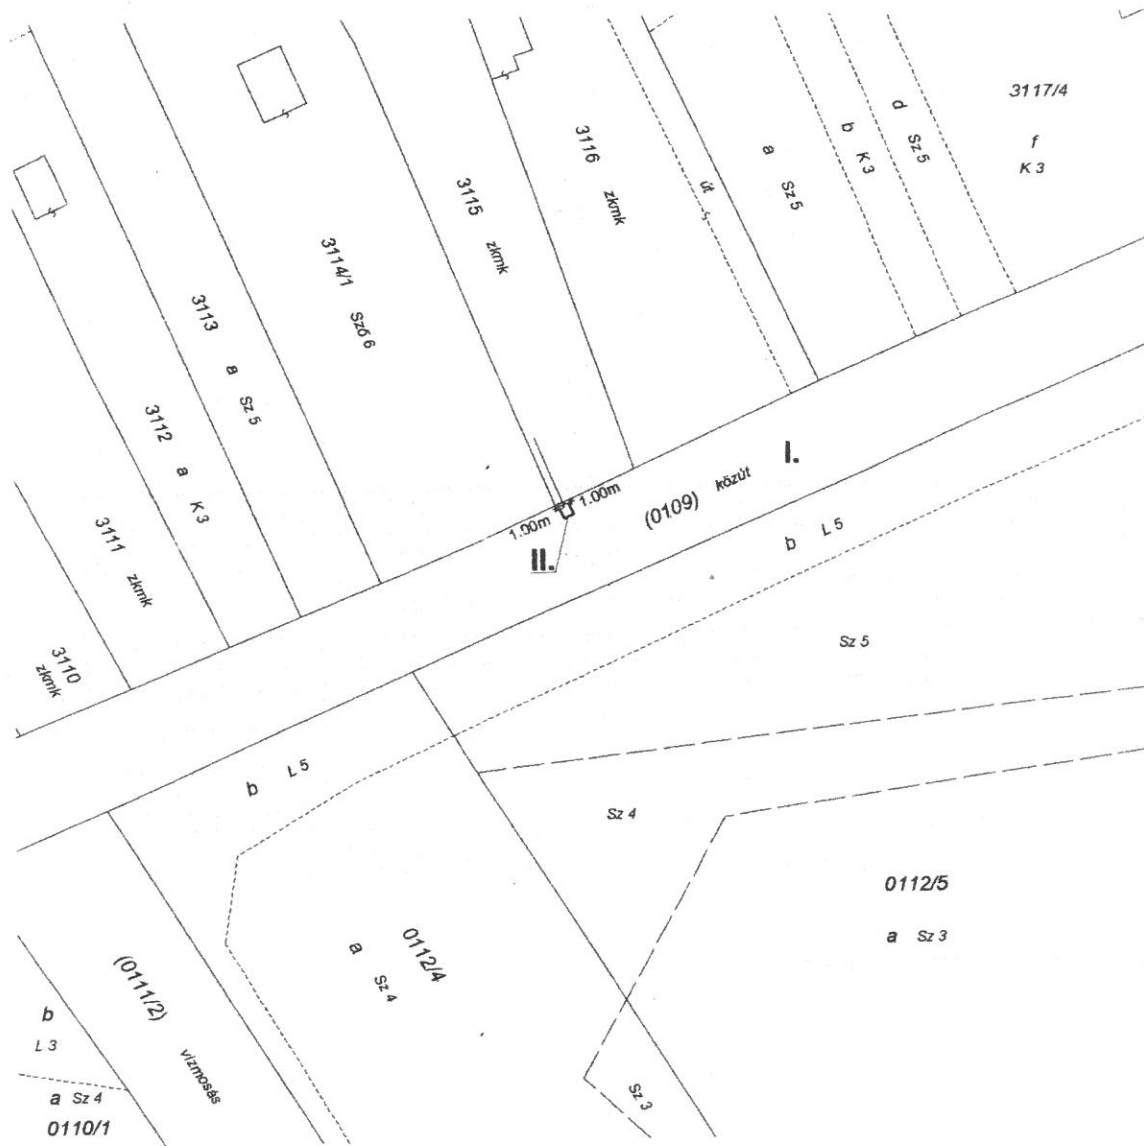 3117/4
f
K 3
d
Sz 5
b
K 3
a
Sz 5
út
3116
zkmk
3115
zkmk
3114/1
Sző 6
3113
a
Sz 5
3112
a
K 3
3111
zkmk
3110
zkmk
I.
(0109) közút
1.00m
1.00m
II.
b L 5
Sz 5
b L 5
Sz 4
0112/5
a Sz 3
0112/4
a
Sz 4
Sz 3
(0111/2)
vízmosás
b
L 3
a Sz 4
0110/1